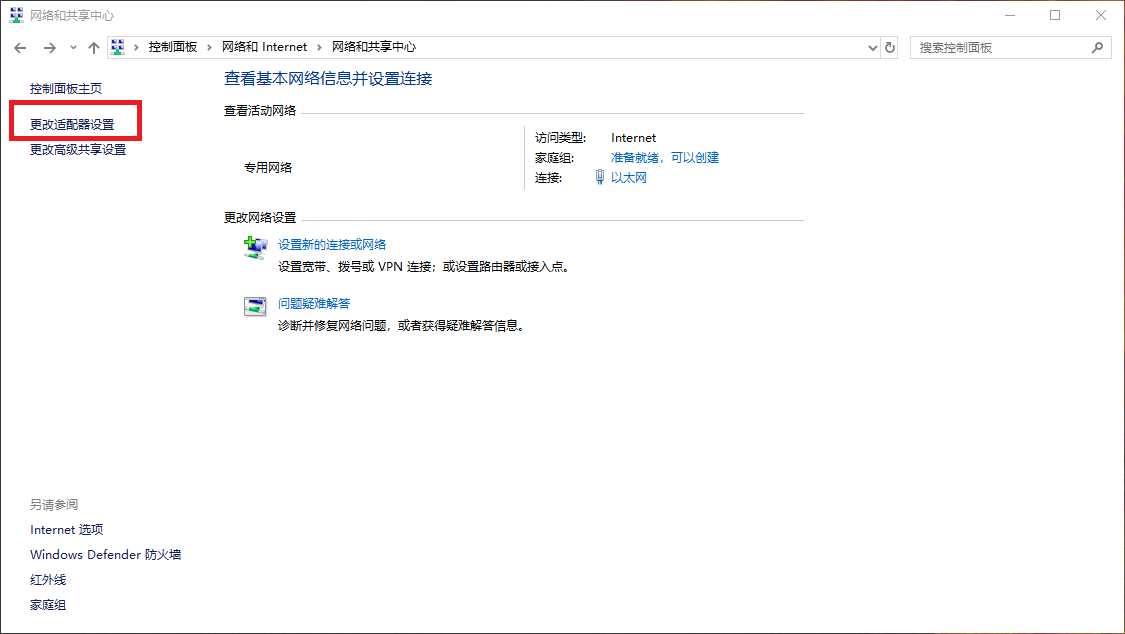 网络和共享中心
控制面板 › 网络和 Internet › 网络和共享中心
搜索控制面板
控制面板主页
更改适配器设置
更改高级共享设置
查看基本网络信息并设置连接
查看活动网络
专用网络
访问类型: Internet
家庭组: 准备就绪，可以创建
连接: 以太网
更改网络设置
设置新的连接或网络
设置宽带、拨号或 VPN 连接；或设置路由器或接入点。
问题疑难解答
诊断并修复网络问题，或者获得疑难解答信息。
另请参阅
Internet 选项
Windows Defender 防火墙
红外线
家庭组